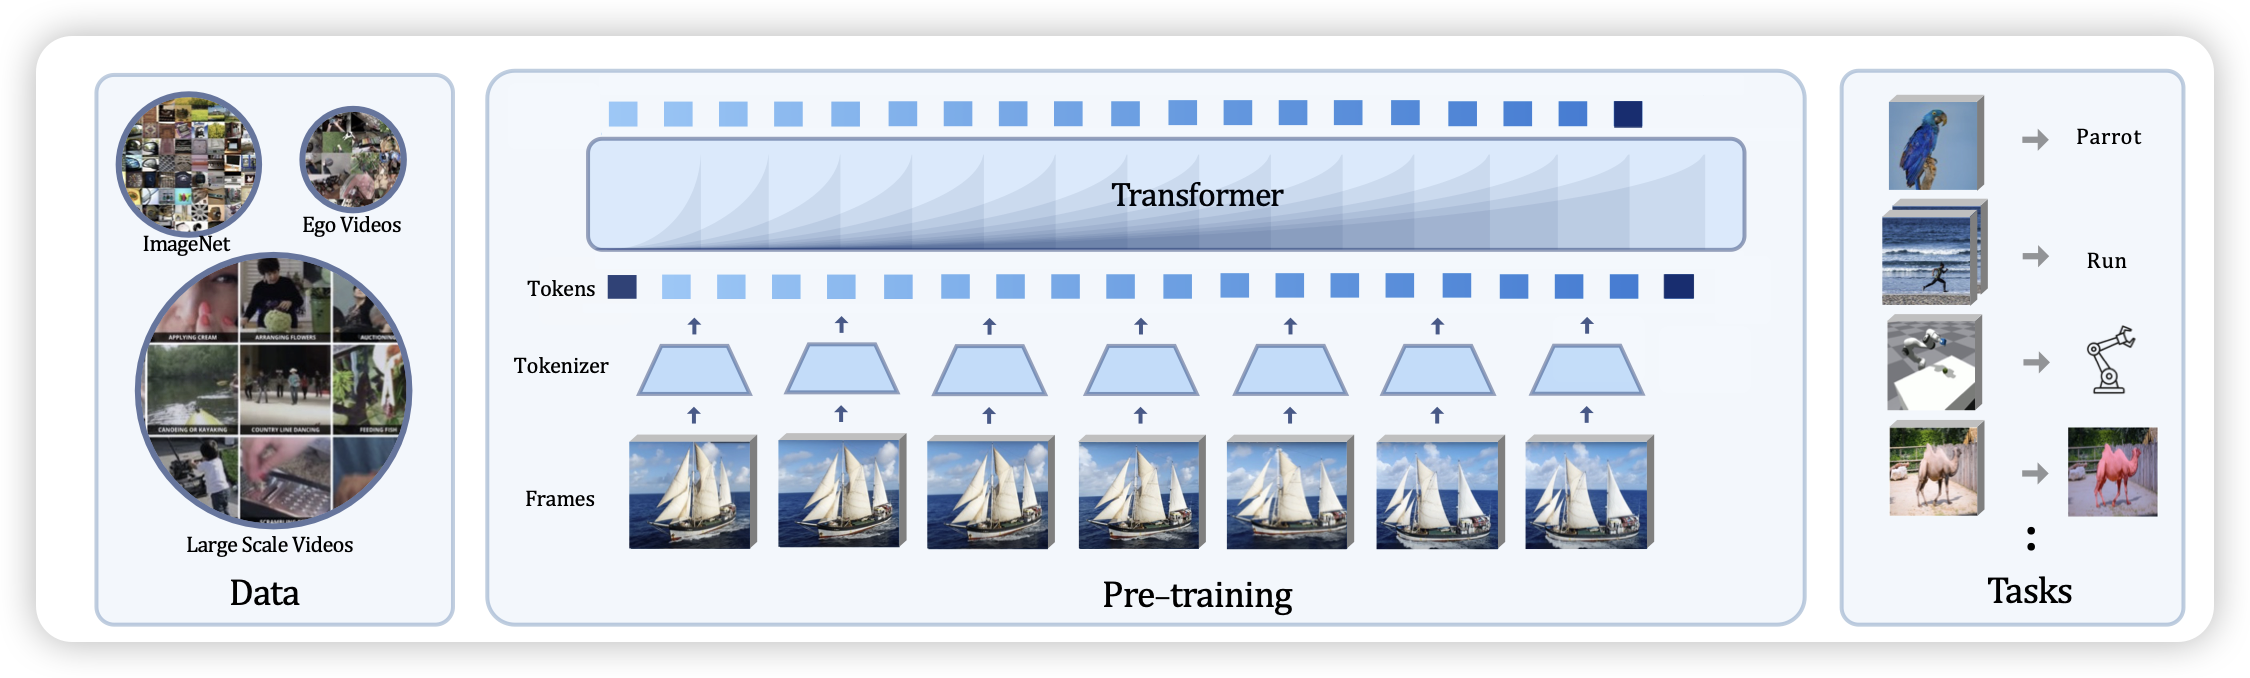 ImageNet
Ego Videos
APPLYING CREAM
ARRANGING FLOWERS
AUCTIONING
CANOEING OR KAYAKING
COUNTRY LINE DANCING
FEEDING FISH
Large Scale Videos
Data
Transformer
Tokens
Tokenizer
Frames
Pre-training
Parrot
Run
:
Tasks